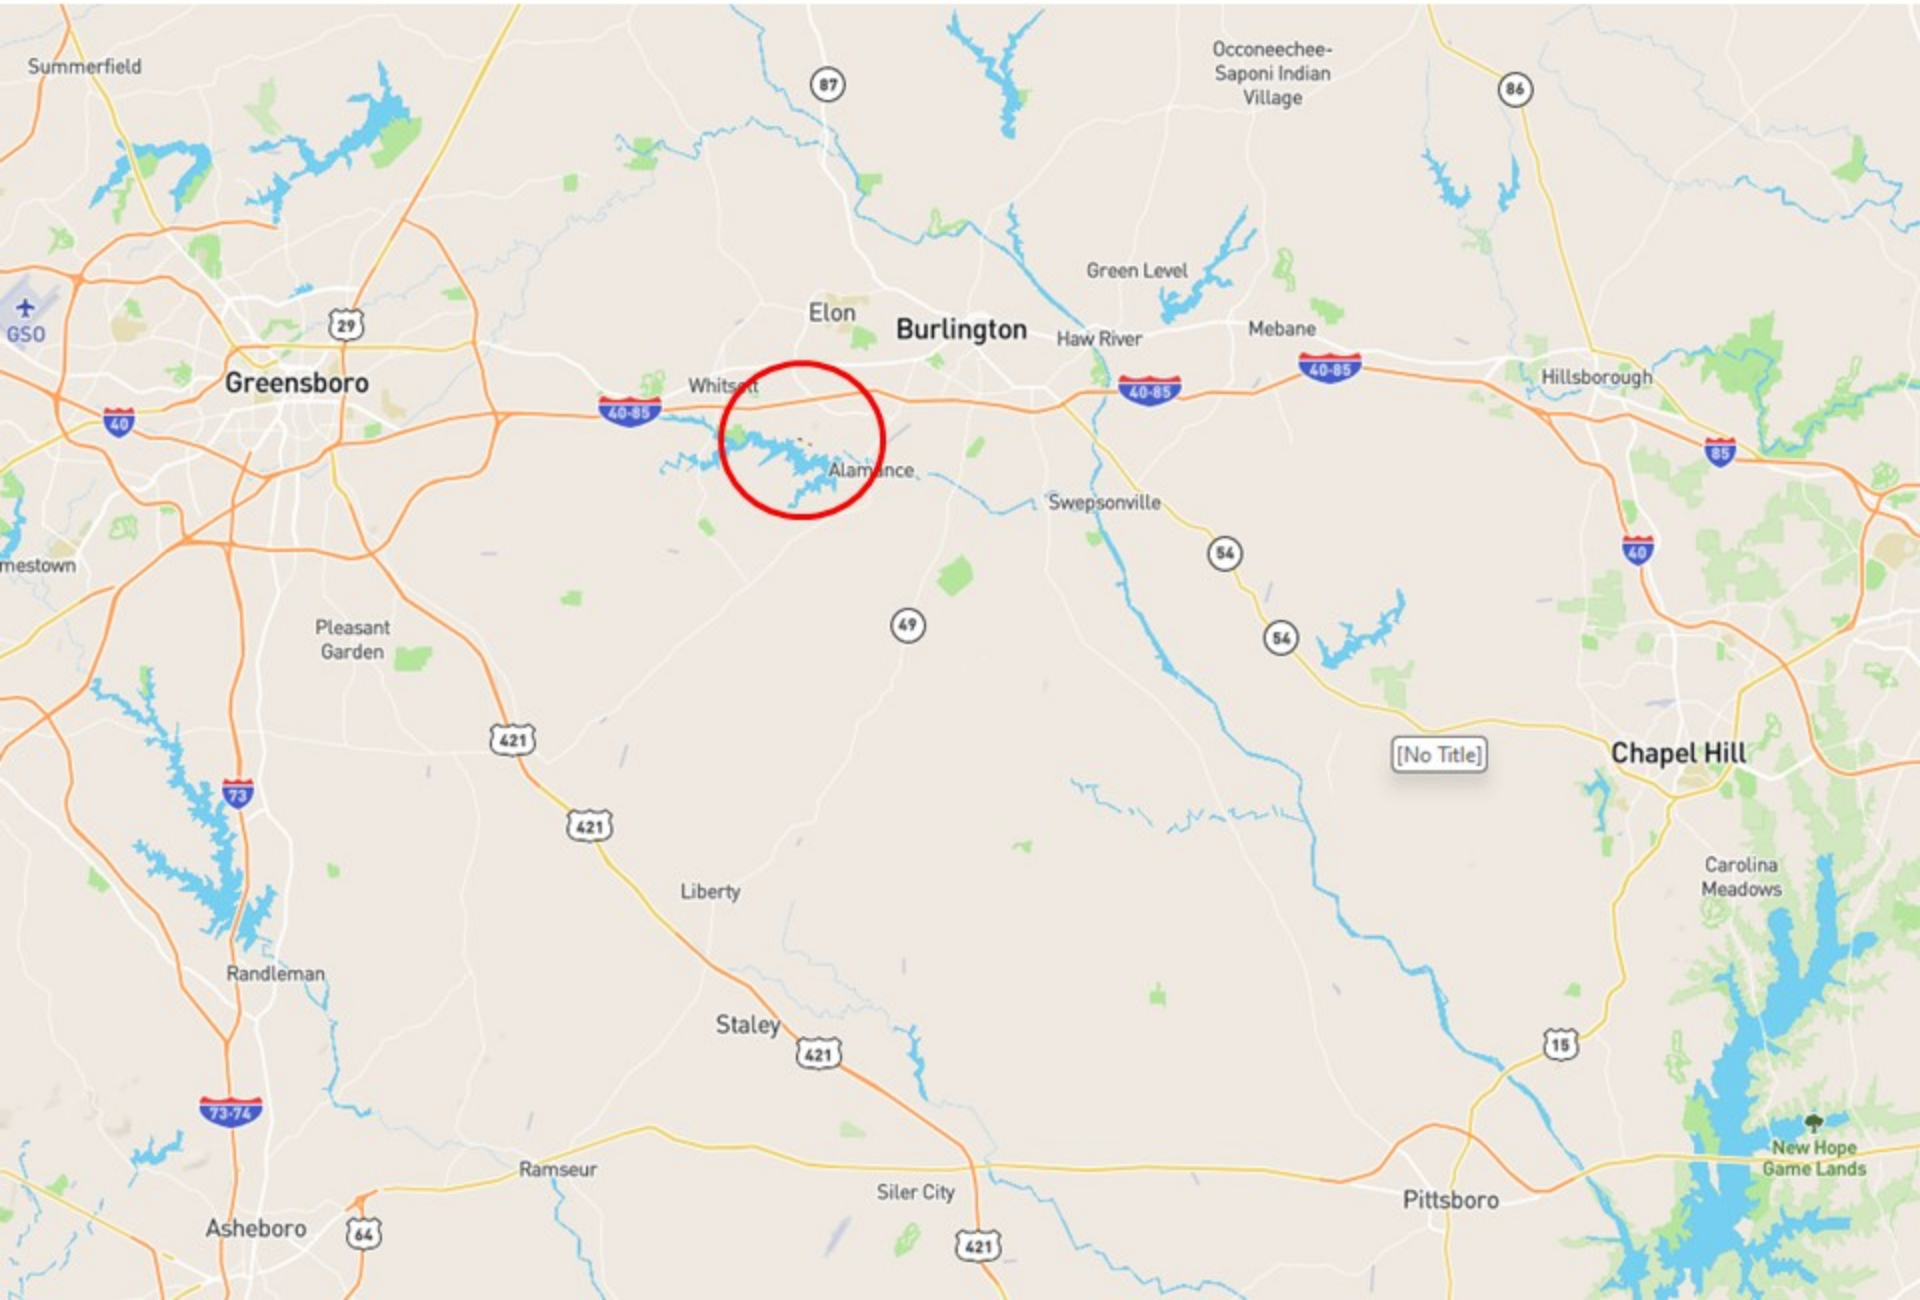 Summerfield
87
Occoneechee-
Saponi Indian
Village
86
Green Level
GSO
29
Elon
Burlington
Haw River
Mebane
Greensboro
Whitsett
40-85
40-85
40-85
Hillsborough
40
85
Alamance
Swepsonville
54
40
mestown
Pleasant
Garden
49
54
421
[No Title]
Chapel Hill
73
421
Liberty
Carolina
Meadows
Randleman
Staley
421
15
73-74
New Hope
Game Lands
Ramseur
Siler City
Pittsboro
Asheboro
64
421